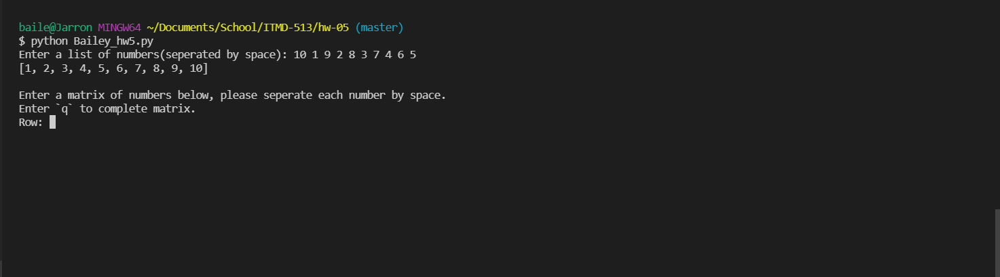 baile@Jarron MINGW64 ~/Documents/School/ITMD-513/hw-05 (master)
$ python Bailey_hw5.py
Enter a list of numbers(seperated by space): 10 1 9 2 8 3 7 4 6 5
[1, 2, 3, 4, 5, 6, 7, 8, 9, 10]
Enter a matrix of numbers below, please seperate each number by space.
Enter `q` to complete matrix.
Row: